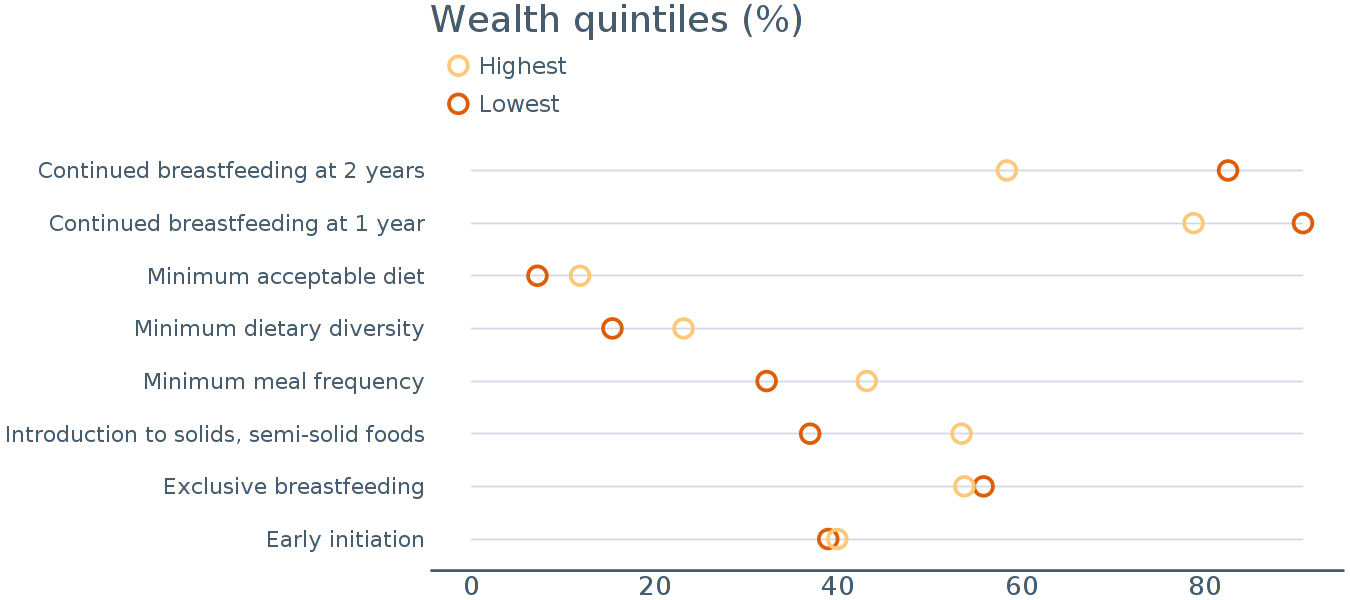 Wealth quintiles (%)
Highest
Lowest
Continued breastfeeding at 2 years
Continued breastfeeding at 1 year
Minimum acceptable diet
Minimum dietary diversity
Minimum meal frequency
Introduction to solids, semi-solid foods
Exclusive breastfeeding
Early initiation
0 20 40 60 80